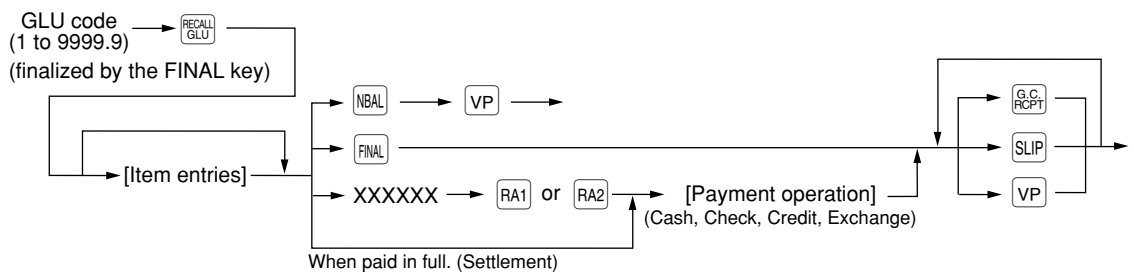 GLU code
(1 to 9999.9)
RECALL
GLU
(finalized by the FINAL key)
NBAL
VP
G.C.
RCPT
FINAL
SLIP
[Item entries]
XXXXXX
RA1 or RA2
[Payment operation]
VP
(Cash, Check, Credit, Exchange)
When paid in full. (Settlement)